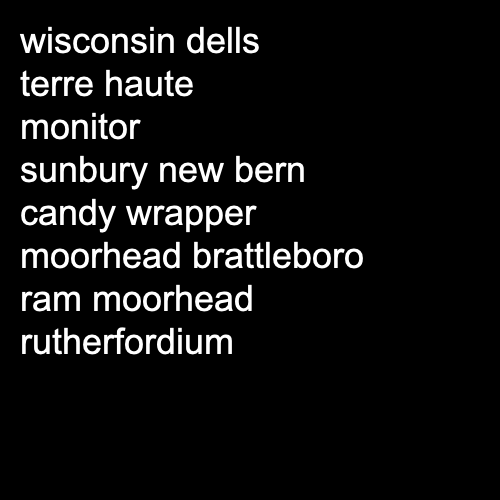 wisconsin dells
terre haute
monitor
sunbury new bern
candy wrapper
moorhead brattleboro
ram moorhead
rutherfordium